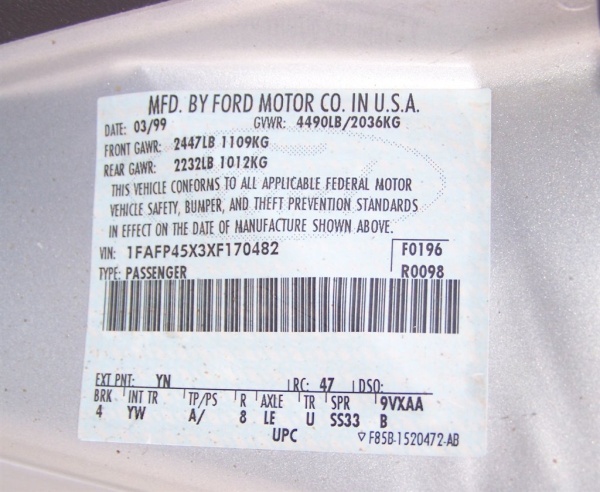 MFD. BY FORD MOTOR CO. IN U.S.A.
DATE: 03/99 GVWR: 4490LB/2036KG
FRONT GAWR: 2447LB 1109KG
REAR GAWR: 2232LB 1012KG
THIS VEHICLE CONFORMS TO ALL APPLICABLE FEDERAL MOTOR
VEHICLE SAFETY, BUMPER, AND THEFT PREVENTION STANDARDS
IN EFFECT ON THE DATE OF MANUFACTURE SHOWN ABOVE.
VIN: 1FAFP45X3XF170482 F0196
TYPE: PASSENGER R0098
EXT PNT: YN RC: 47 DSO:
BRK INT TR TP/PS R AXLE TR SPR 9VXAA
4 YW A/ 8 LE U SS33 B
UPC ▽F85B-1520472-AB